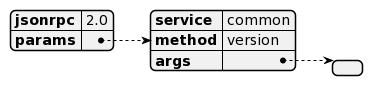 jsonrpc 2.0
params
service common
method version
args